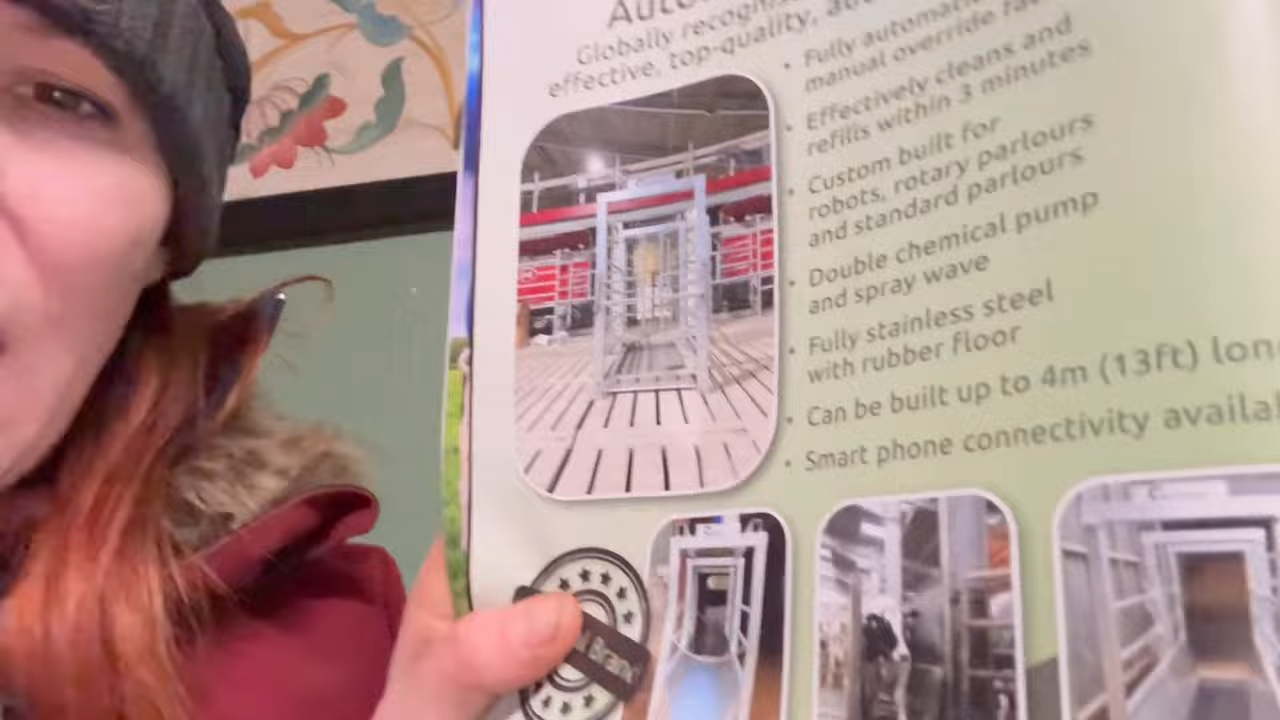 Globally recognis
effective, top-quality,
• Fully automati
manual override
• Effectively cleans and
refills within 3 minutes
• Custom built for
robots, rotary parlours
and standard parlours
• Double chemical pump
and spray wave
• Fully stainless steel
with rubber floor
• Can be built up to 4m (13ft) lon
• Smart phone connectivity availa